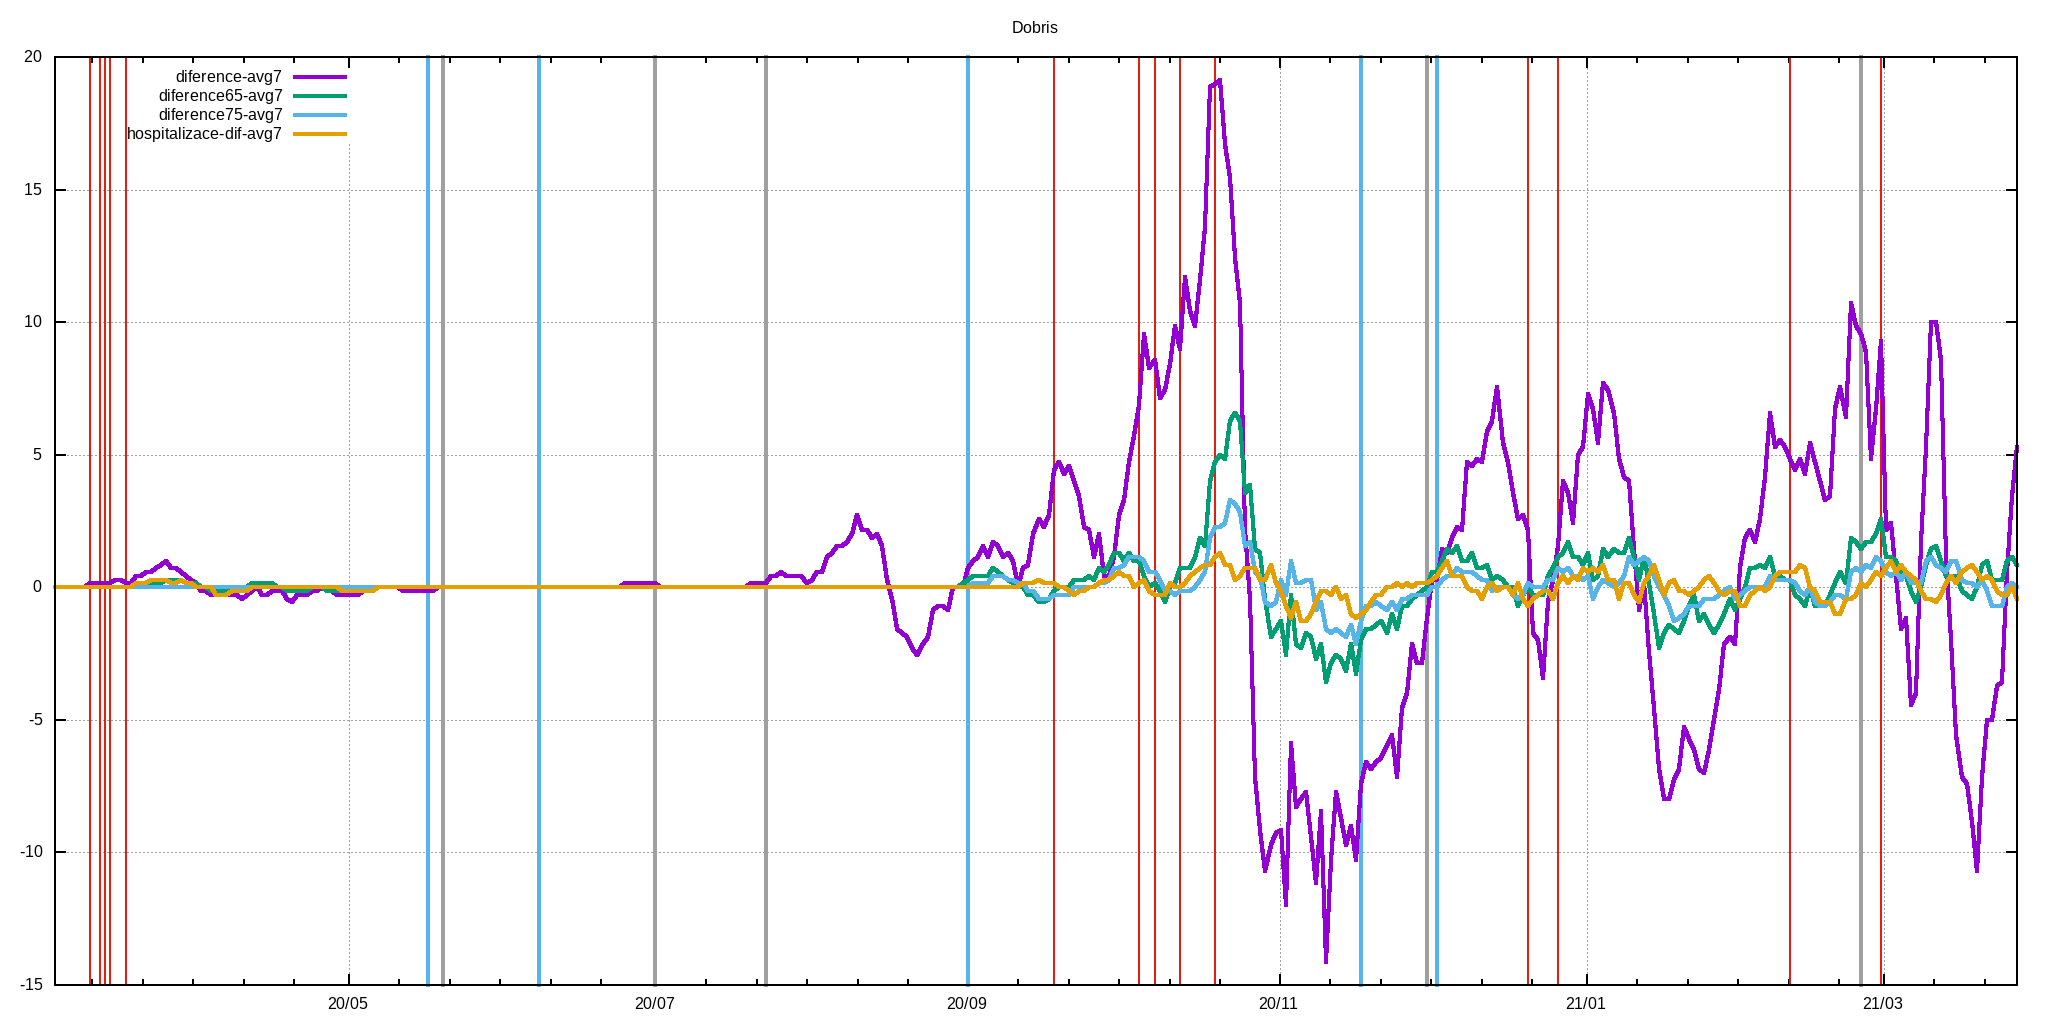 Dobris
20
diference-avg7
diference65-avg7
diference75-avg7
hospitalizace-dif-avg7
15
10
5
0
-5
-10
-15
20/05 20/07 20/09 20/11 21/01 21/03